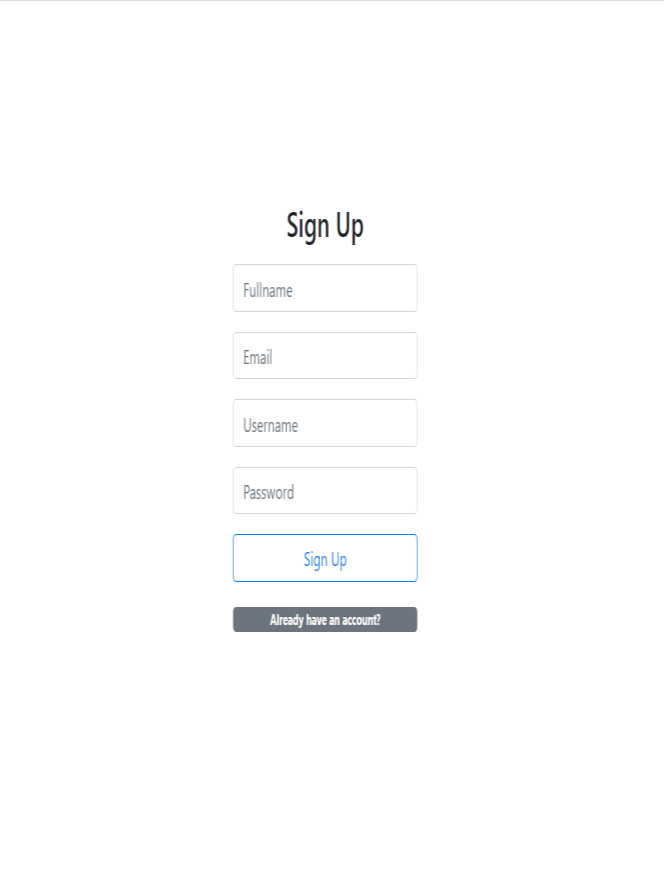 Sign Up
Fullname
Email
Username
Password
Sign Up
Already have an account?